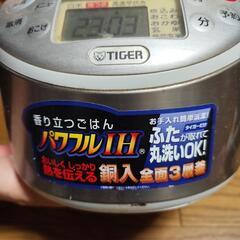 23:03
分
TIGER
香り立つごはん
パワフルIH
おいしく しっかり
熱を伝える
銅入 全面3層釜
お手入れ簡単清潔!
ふたが取れて
丸洗いOK!